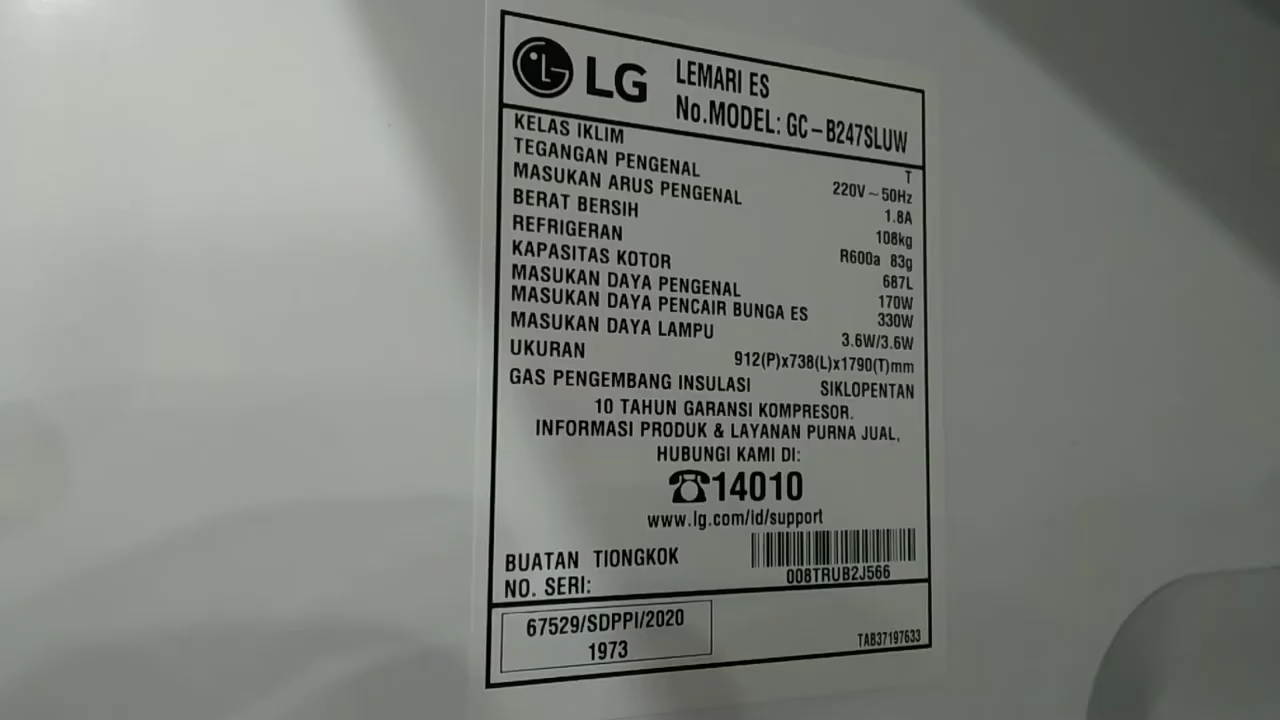 LG
LEMARI ES
No.MODEL: GC-B247SLUW
KELAS IKLIM T
TEGANGAN PENGENAL 220V~50Hz
MASUKAN ARUS PENGENAL 1.8A
BERAT BERSIH 108kg
REFRIGERAN R600a 83g
KAPASITAS KOTOR 687L
MASUKAN DAYA PENGENAL 170W
MASUKAN DAYA PENCAIR BUNGA ES 330W
MASUKAN DAYA LAMPU 3.6W/3.6W
UKURAN 912(P)x738(L)x1790(T)mm
GAS PENGEMBANG INSULASI SIKLOPENTAN
10 TAHUN GARANSI KOMPRESOR.
INFORMASI PRODUK & LAYANAN PURNA JUAL,
HUBUNGI KAMI DI:
☎14010
www.lg.com/id/support
BUATAN TIONGKOK
NO. SERI: 008TRUB2J566
67529/SDPPI/2020
1973
TAB37197633